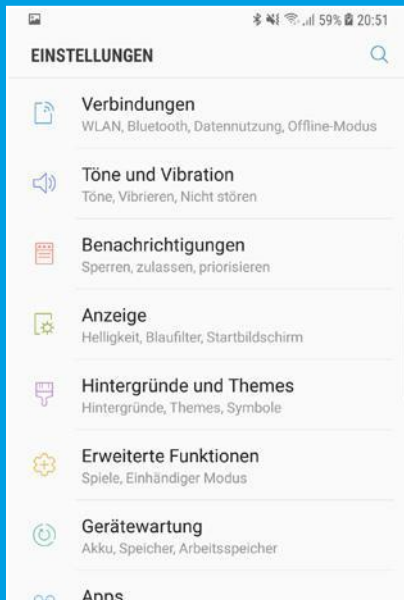 59% 20:51
EINSTELLUNGEN
Verbindungen
WLAN, Bluetooth, Datennutzung, Offline-Modus
Töne und Vibration
Töne, Vibrieren, Nicht stören
Benachrichtigungen
Sperren, zulassen, priorisieren
Anzeige
Helligkeit, Blaufilter, Startbildschirm
Hintergründe und Themes
Hintergründe, Themes, Symbole
Erweiterte Funktionen
Spiele, Einhändiger Modus
Gerätewartung
Akku, Speicher, Arbeitsspeicher
Apps